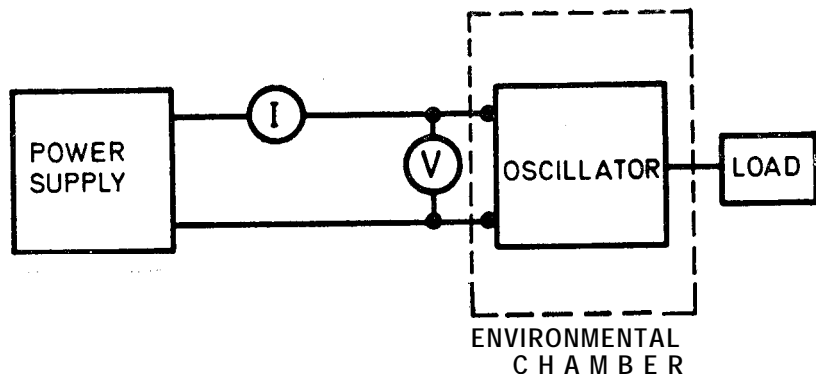 POWER
SUPPLY
I
V
OSCILLATOR
LOAD
ENVIRONMENTAL
CHAMBER